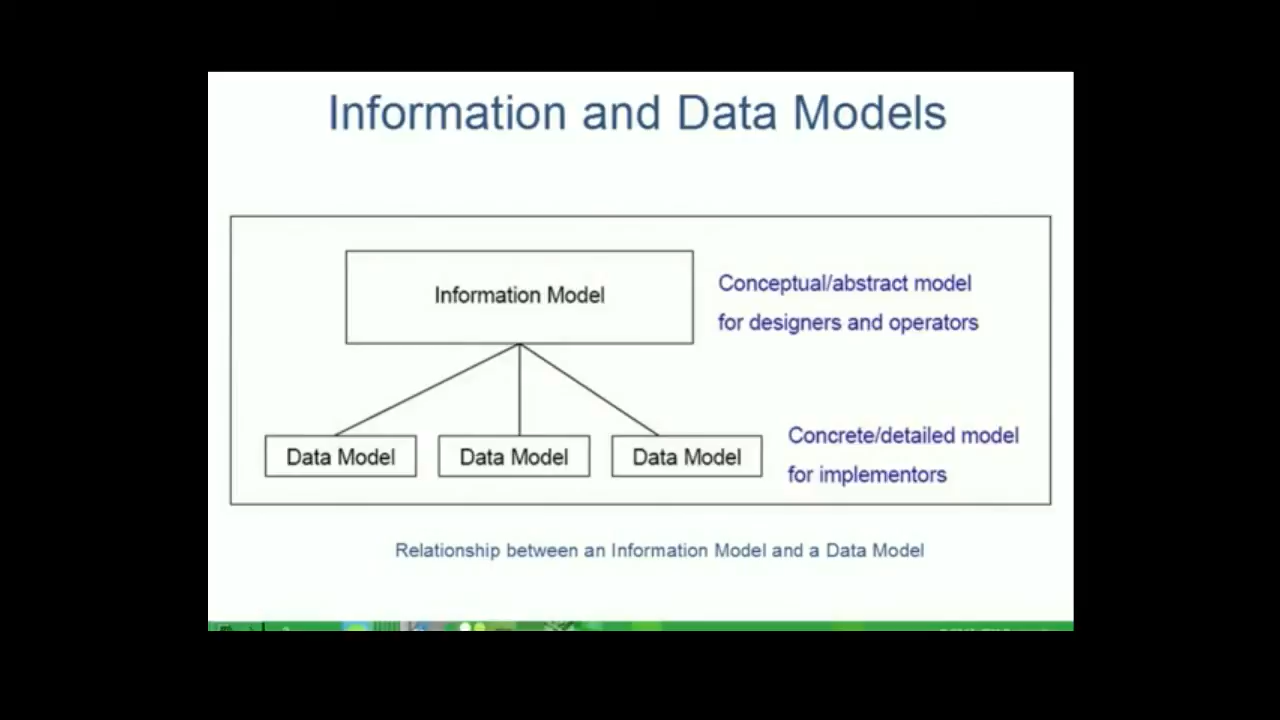 Information and Data Models
Information Model
Conceptual/abstract model
for designers and operators
Data Model
Data Model
Data Model
Concrete/detailed model
for implementors
Relationship between an Information Model and a Data Model